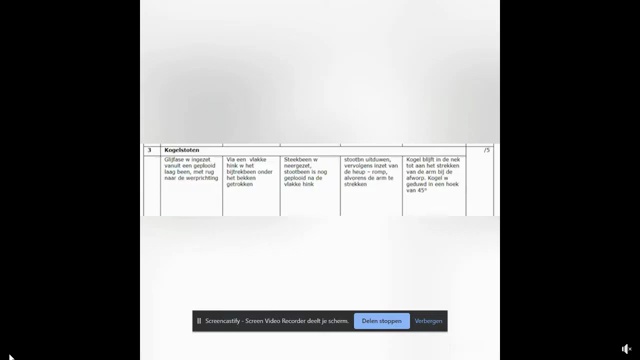 3 Kogelstoten /5
Glijfase w ingezet
vanuit een geplooid
laag been, met rug
naar de werprichting
Via een vlakke
hink w het
bijtrekbeen onder
het bekken
getrokken
Steekbeen w
neergezet,
stootbeen is nog
geplooid na de
vlakke hink
stootbn uitduwen,
vervolgens inzet van
de heup – romp,
alvorens de arm te
strekken
Kogel blijft in de nek
tot aan het strekken
van de arm bij de
afworp. Kogel w
geduwd in een hoek
van 45°
Screencastify - Screen Video Recorder deelt je scherm.
Delen stoppen
Verbergen